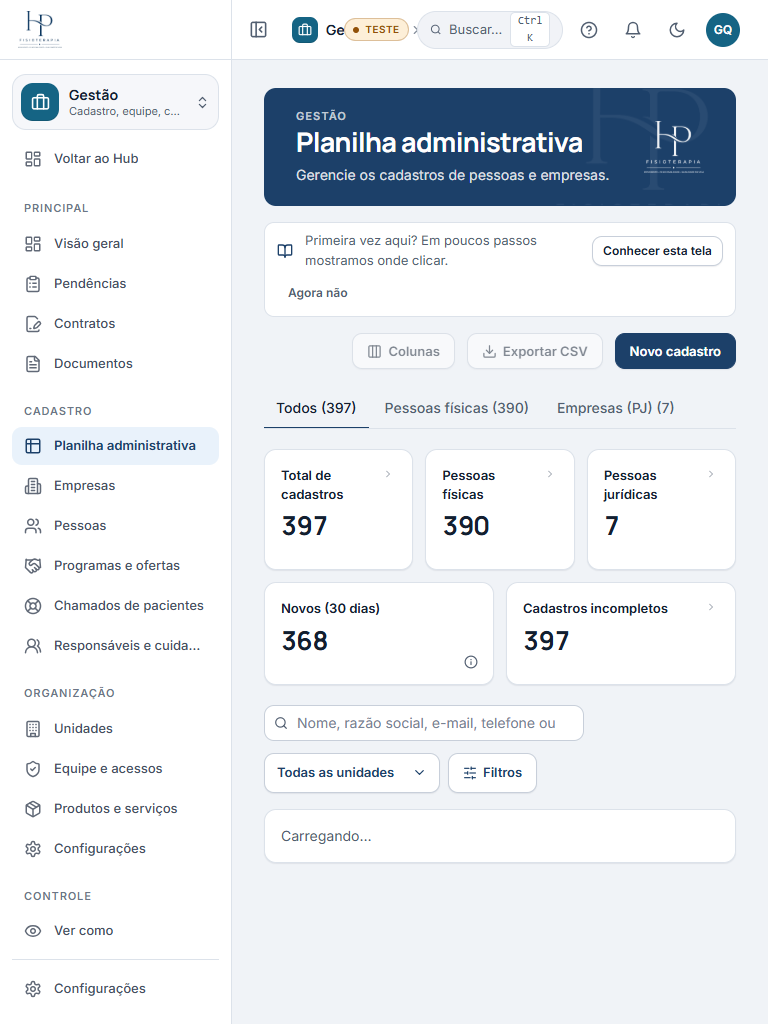 FISIOTERAPIA
Gestão
Cadastro, equipe, c...
Voltar ao Hub
PRINCIPAL
Visão geral
Pendências
Contratos
Documentos
CADASTRO
Planilha administrativa
Empresas
Pessoas
Programas e ofertas
Chamados de pacientes
Responsáveis e cuida...
ORGANIZAÇÃO
Unidades
Equipe e acessos
Produtos e serviços
Configurações
CONTROLE
Ver como
Configurações
Ge
TESTE
Buscar...
Ctrl
K
GQ
GESTÃO
Planilha administrativa
Gerencie os cadastros de pessoas e empresas.
hp
FISIOTERAPIA
Primeira vez aqui? Em poucos passos
mostramos onde clicar.
Conhecer esta tela
Agora não
Colunas
Exportar CSV
Novo cadastro
Todos (397)
Pessoas físicas (390)
Empresas (PJ) (7)
Total de
cadastros
397
Pessoas
físicas
390
Pessoas
jurídicas
7
Novos (30 dias)
368
Cadastros incompletos
397
Nome, razão social, e-mail, telefone ou
Todas as unidades
Filtros
Carregando...